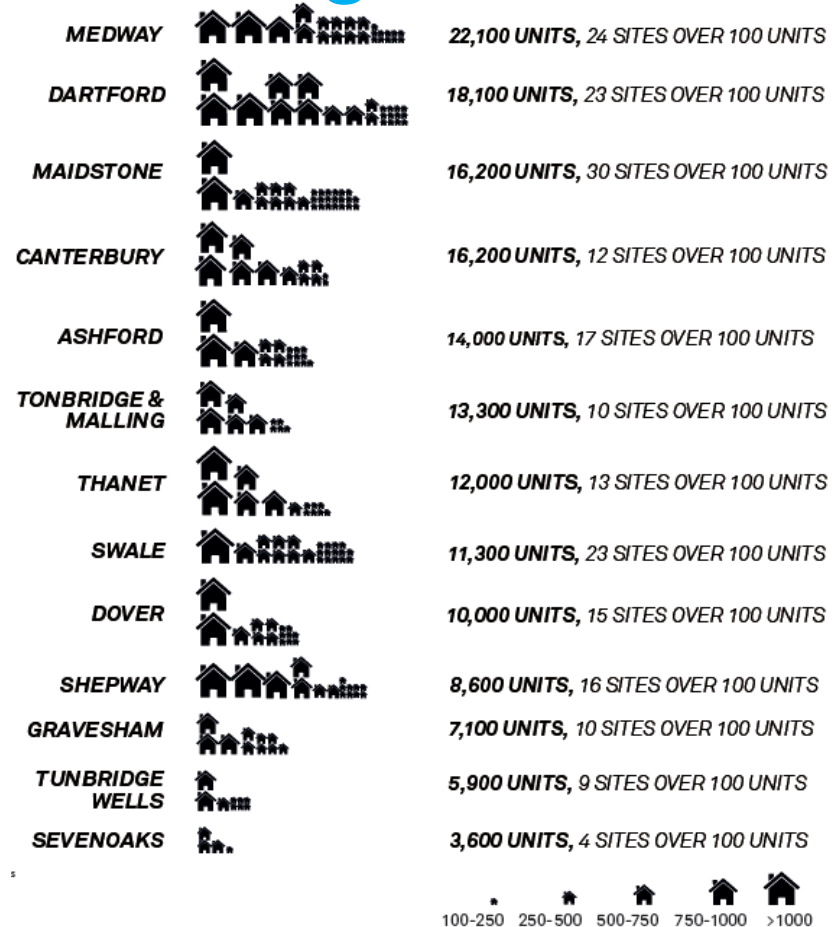 MEDWAY 22,100 UNITS, 24 SITES OVER 100 UNITS
DARTFORD 18,100 UNITS, 23 SITES OVER 100 UNITS
MAIDSTONE 16,200 UNITS, 30 SITES OVER 100 UNITS
CANTERBURY 16,200 UNITS, 12 SITES OVER 100 UNITS
ASHFORD 14,000 UNITS, 17 SITES OVER 100 UNITS
TONBRIDGE &
MALLING 13,300 UNITS, 10 SITES OVER 100 UNITS
THANET 12,000 UNITS, 13 SITES OVER 100 UNITS
SWALE 11,300 UNITS, 23 SITES OVER 100 UNITS
DOVER 10,000 UNITS, 15 SITES OVER 100 UNITS
SHEPWAY 8,600 UNITS, 16 SITES OVER 100 UNITS
GRAVESHAM 7,100 UNITS, 10 SITES OVER 100 UNITS
TUNBRIDGE
WELLS 5,900 UNITS, 9 SITES OVER 100 UNITS
SEVENOAKS 3,600 UNITS, 4 SITES OVER 100 UNITS
s
100-250 250-500 500-750 750-1000 >1000